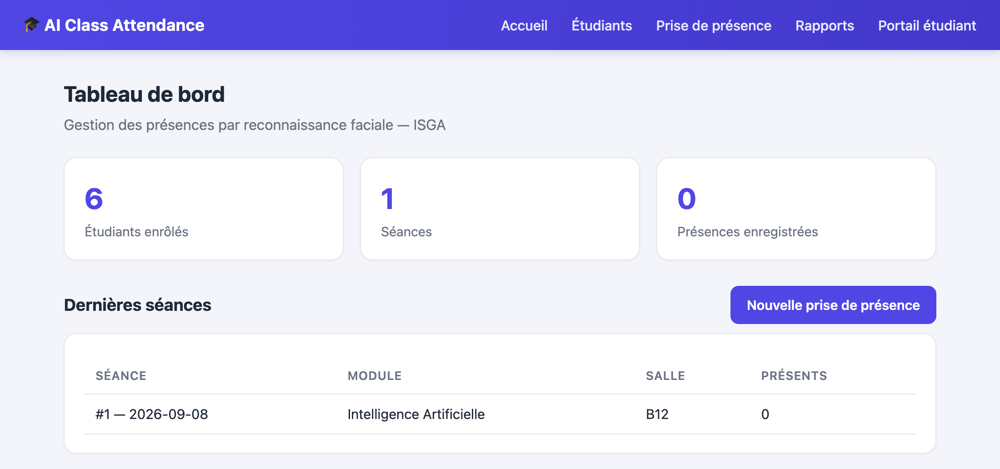 AI Class Attendance
Accueil Étudiants Prise de présence Rapports Portail étudiant
Tableau de bord
Gestion des présences par reconnaissance faciale — ISGA
6 1 0
Étudiants enrôlés Séances Présences enregistrées
Dernières séances Nouvelle prise de présence
SÉANCE MODULE SALLE PRÉSENTS
#1 — 2026-09-08 Intelligence Artificielle B12 0